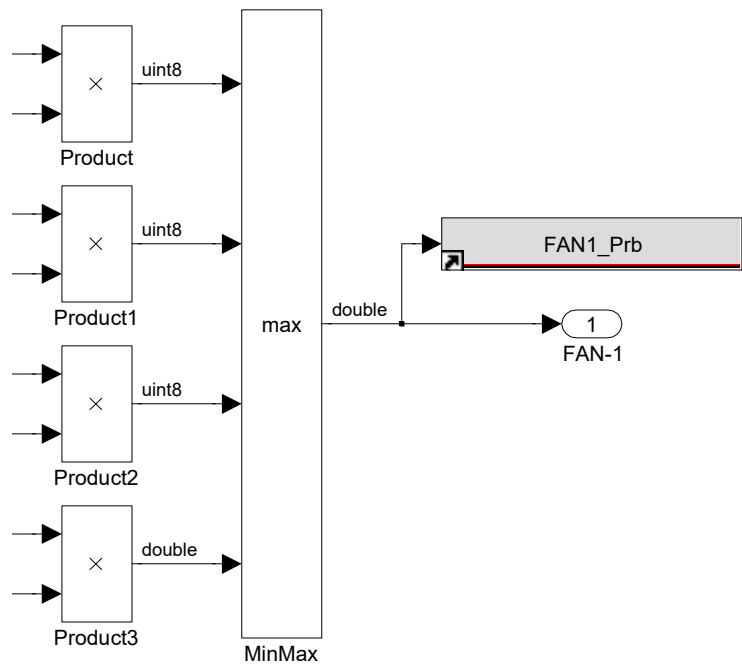 uint8
×
Product
uint8
×
Product1
uint8
×
Product2
double
×
Product3
max
MinMax
double
FAN1_Prb
1
FAN-1